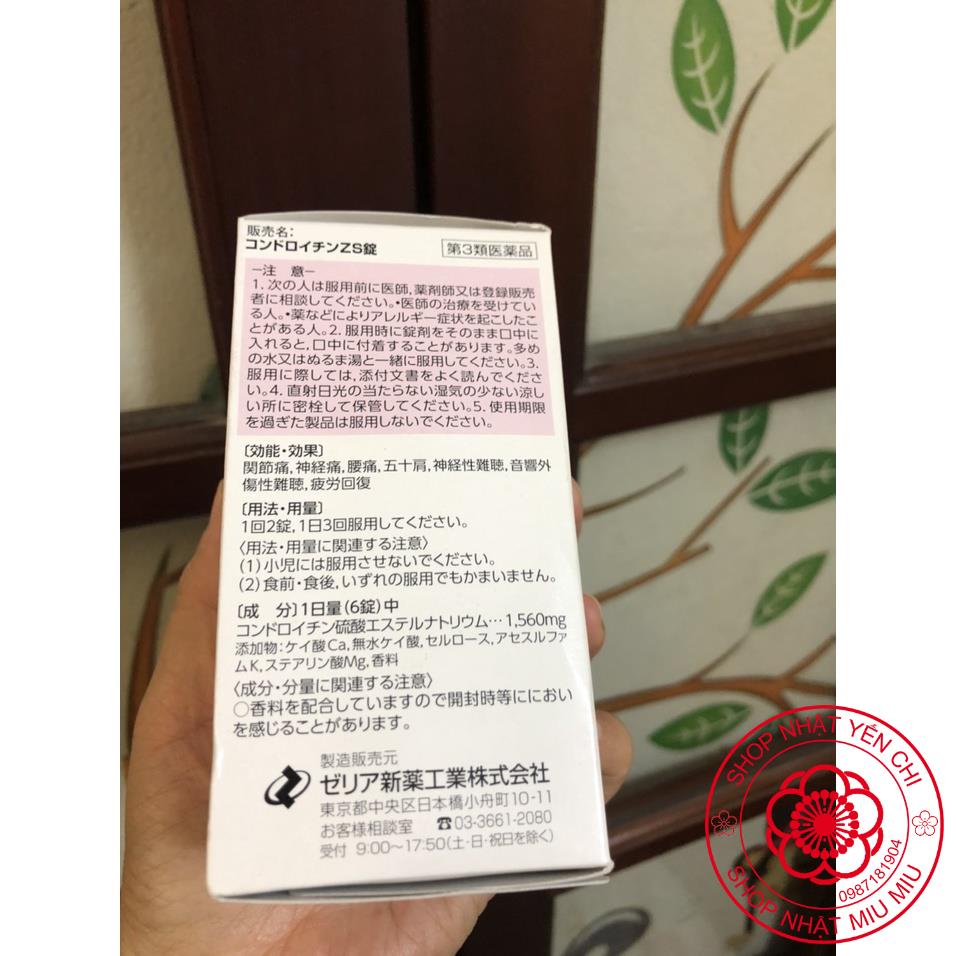 販売名:
コンドロイチンZS錠
第3類医薬品
−注 意−
1. 次の人は服用前に医師,薬剤師又は登録販売
者に相談してください。•医師の治療を受けてい
る人。•薬などによりアレルギー症状を起こしたこ
とがある人。2. 服用時に錠剤をそのまま口中に
入れると,口中に付着することがあります。多め
の水又はぬるま湯と一緒に服用してください。3.
服用に際しては,添付文書をよく読んでくださ
い。4. 直射日光の当たらない湿気の少ない涼し
い所に密栓して保管してください。5. 使用期限
を過ぎた製品は服用しないでください。
〔効能・効果〕
関節痛,神経痛,腰痛,五十肩,神経性難聴,音響外
傷性難聴,疲労回復
〔用法・用量〕
1回2錠,1日3回服用してください。
〈用法・用量に関連する注意〉
(1)小児には服用させないでください。
(2)食前・食後,いずれの服用でもかまいません。
〔成 分〕1日量(6錠)中
コンドロイチン硫酸エステルナトリウム…1,560mg
添加物:ケイ酸Ca,無水ケイ酸,セルロース,アセスルファ
ムK,ステアリン酸Mg,香料
〈成分・分量に関連する注意〉
○香料を配合していますので開封時等ににおい
を感じることがあります。
製造販売元
ゼリア新薬工業株式会社
東京都中央区日本橋小舟町10-11
お客様相談室 ☎03-3661-2080
受付 9:00〜17:50(土・日・祝日を除く)
SHOP NHẬT YẾN CHI
0987181904
SHOP NHẬT MIU MIU